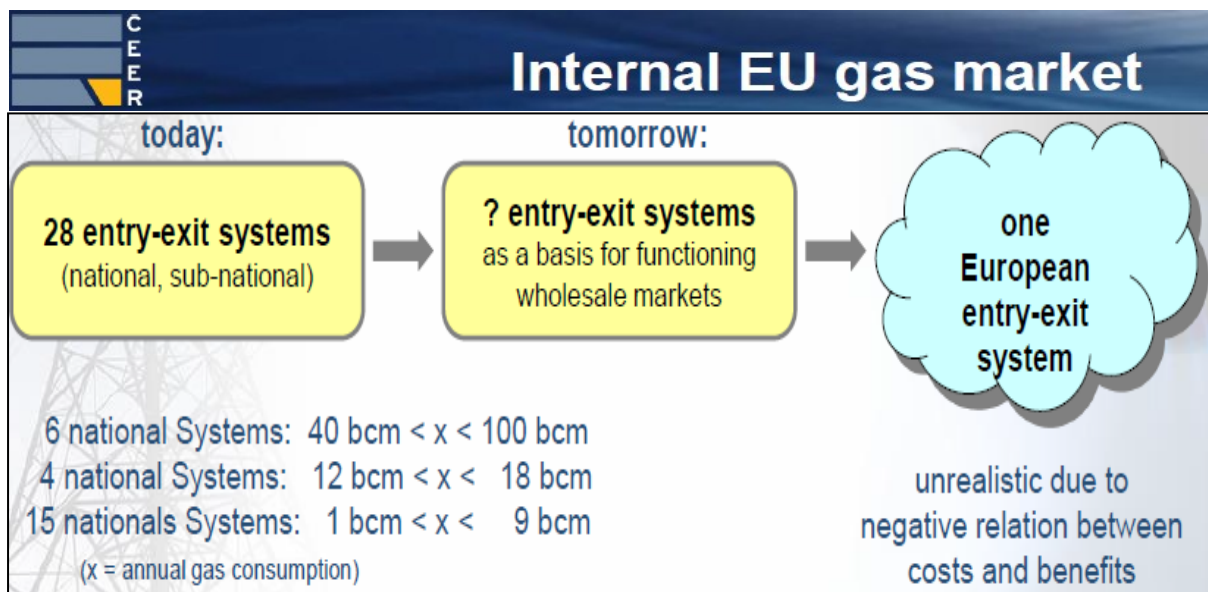 CEER
Internal EU gas market
today:
28 entry-exit systems
(national, sub-national)
tomorrow:
? entry-exit systems
as a basis for functioning
wholesale markets
one
European
entry-exit
system
6 national Systems: 40 bcm < x < 100 bcm
4 national Systems: 12 bcm < x < 18 bcm
15 nationals Systems: 1 bcm < x < 9 bcm
(x = annual gas consumption)
unrealistic due to
negative relation between
costs and benefits